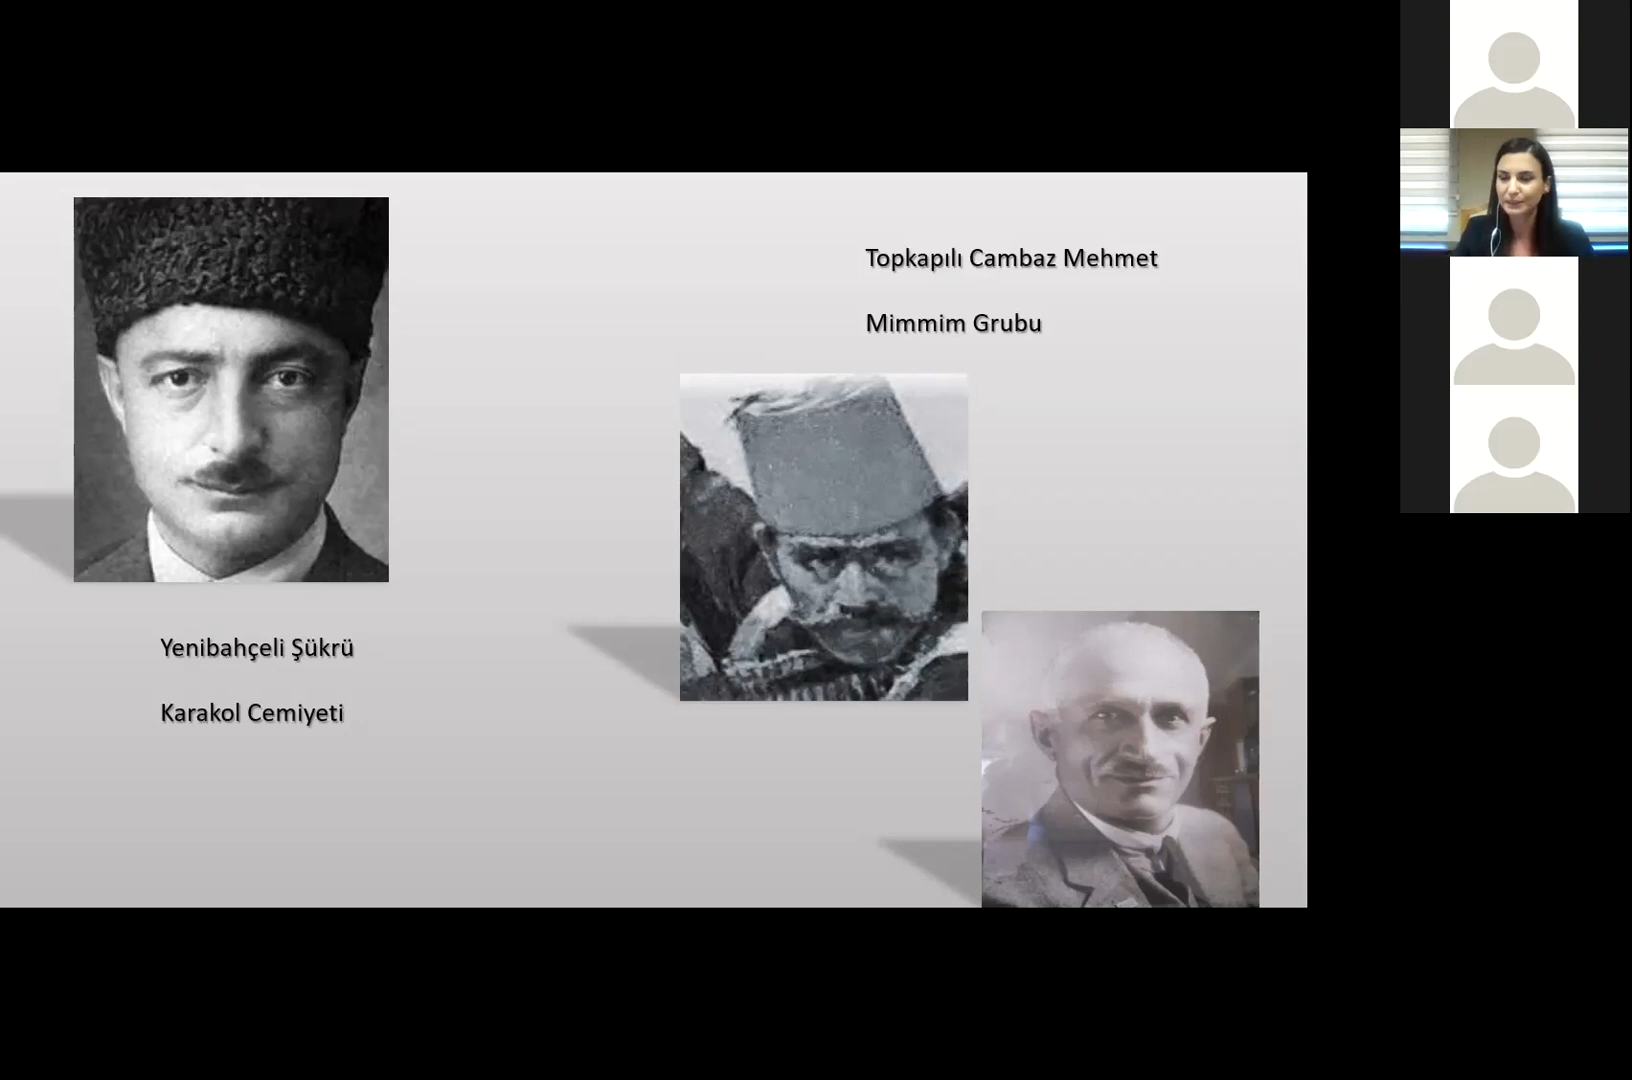 Topkapılı Cambaz Mehmet
Mimmim Grubu
Yenibahçeli Şükrü
Karakol Cemiyeti